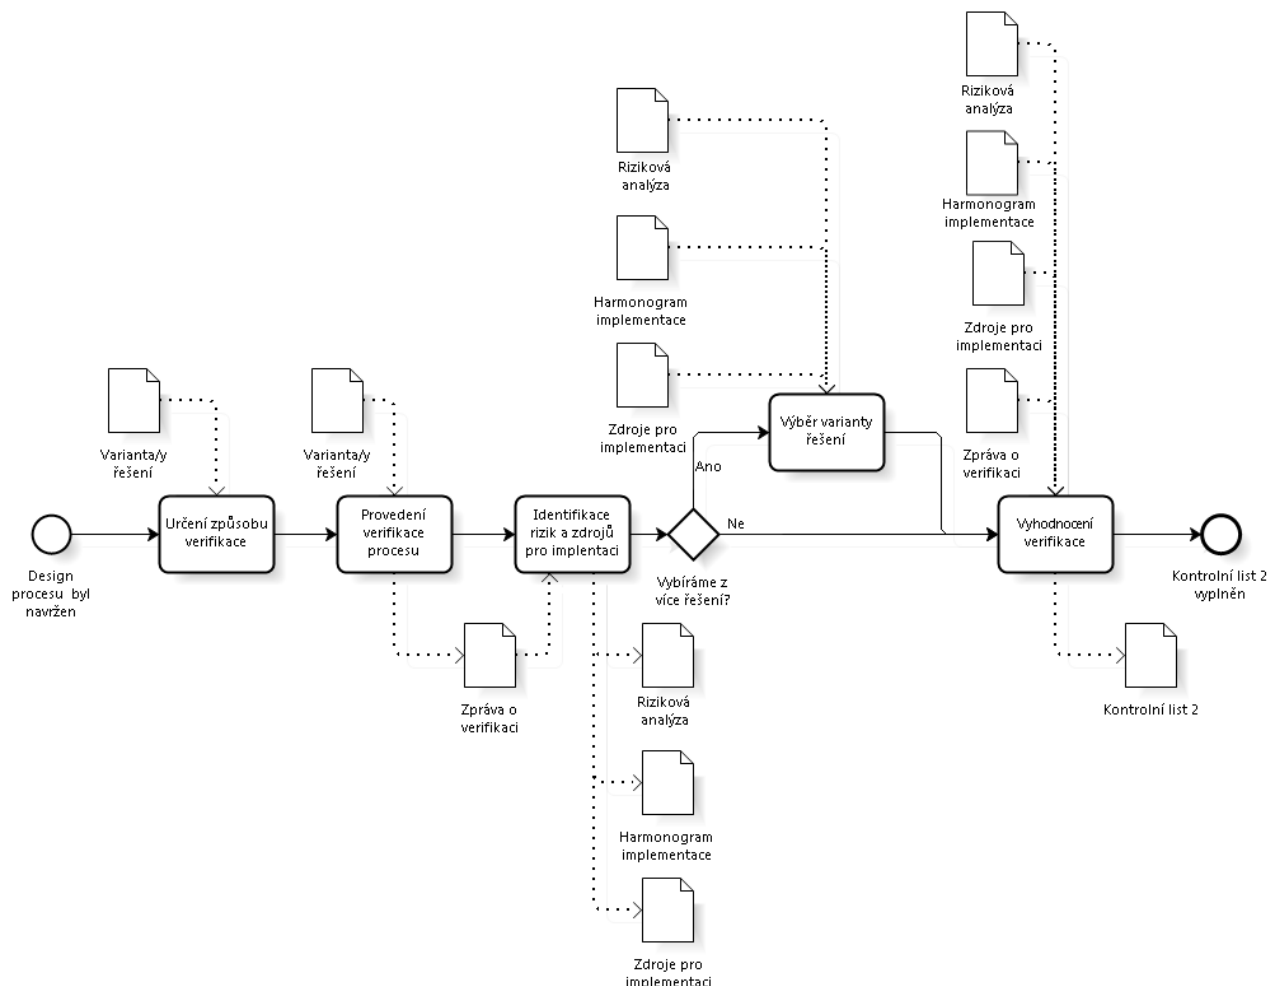 Riziková
analýza
Harmonogram
implementace
Zdroje pro
implementaci
Zpráva o
verifikaci
Riziková
analýza
Harmonogram
implementace
Zdroje pro
implementaci
Výběr varianty
řešení
Ano
Varianta/y
řešení
Varianta/y
řešení
Design
procesu byl
navržen
Určení způsobu
verifikace
Provedení
verifikace
procesu
Identifikace
rizik a zdrojů
pro implentaci
Ne
Vybíráme z
více řešení?
Vyhodnocení
verifikace
Kontrolní list 2
vyplněn
Zpráva o
verifikaci
Riziková
analýza
Harmonogram
implementace
Zdroje pro
implementaci
Kontrolní list 2